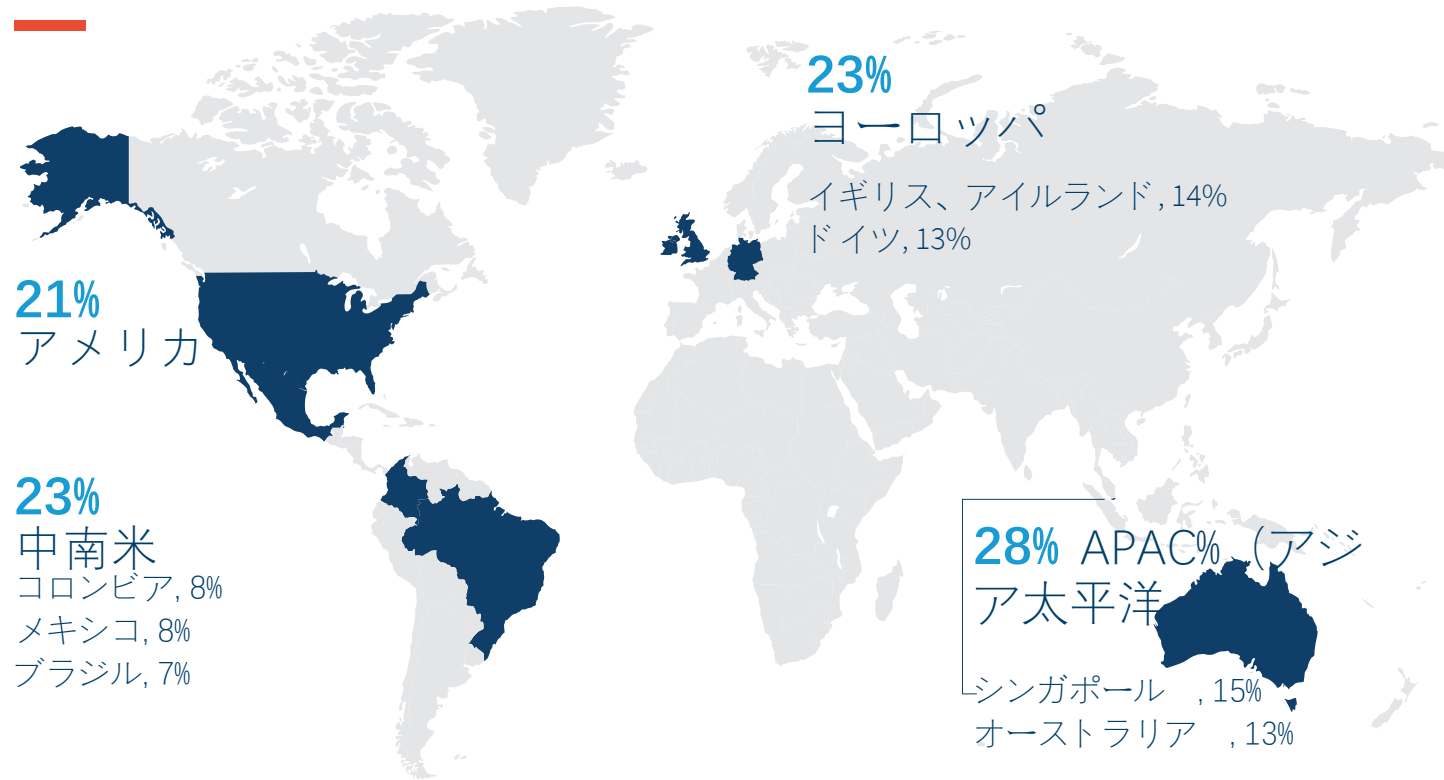 23%
ヨーロッパ
イギリス、アイルランド, 14%
ドイツ, 13%
21%
アメリカ
23%
中南米
コロンビア, 8%
メキシコ, 8%
ブラジル, 7%
28% APAC%（アジ
ア太平洋
シンガポール , 15%
オーストラリア , 13%